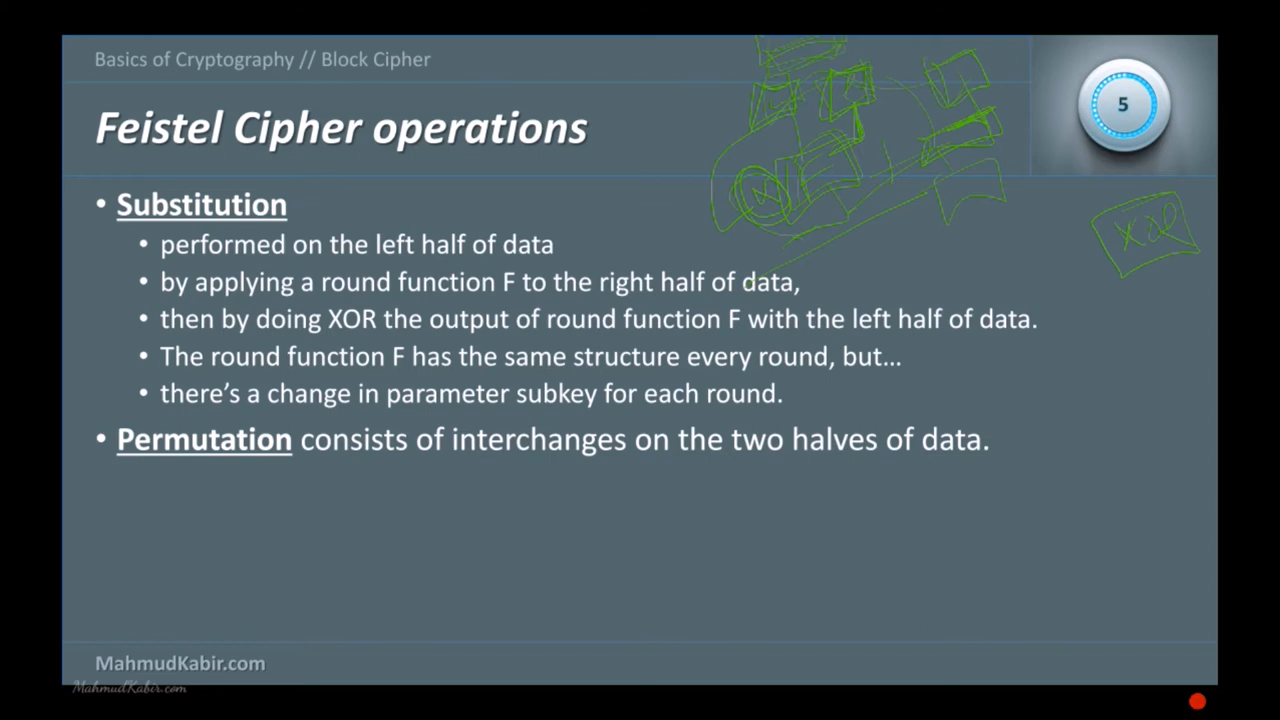 Basics of Cryptography // Block Cipher
5
Feistel Cipher operations
• Substitution
• performed on the left half of data
• by applying a round function F to the right half of data,
• then by doing XOR the output of round function F with the left half of data.
• The round function F has the same structure every round, but…
• there’s a change in parameter subkey for each round.
• Permutation consists of interchanges on the two halves of data.
XOR
MahmudKabir.com
MahmudKabir.com